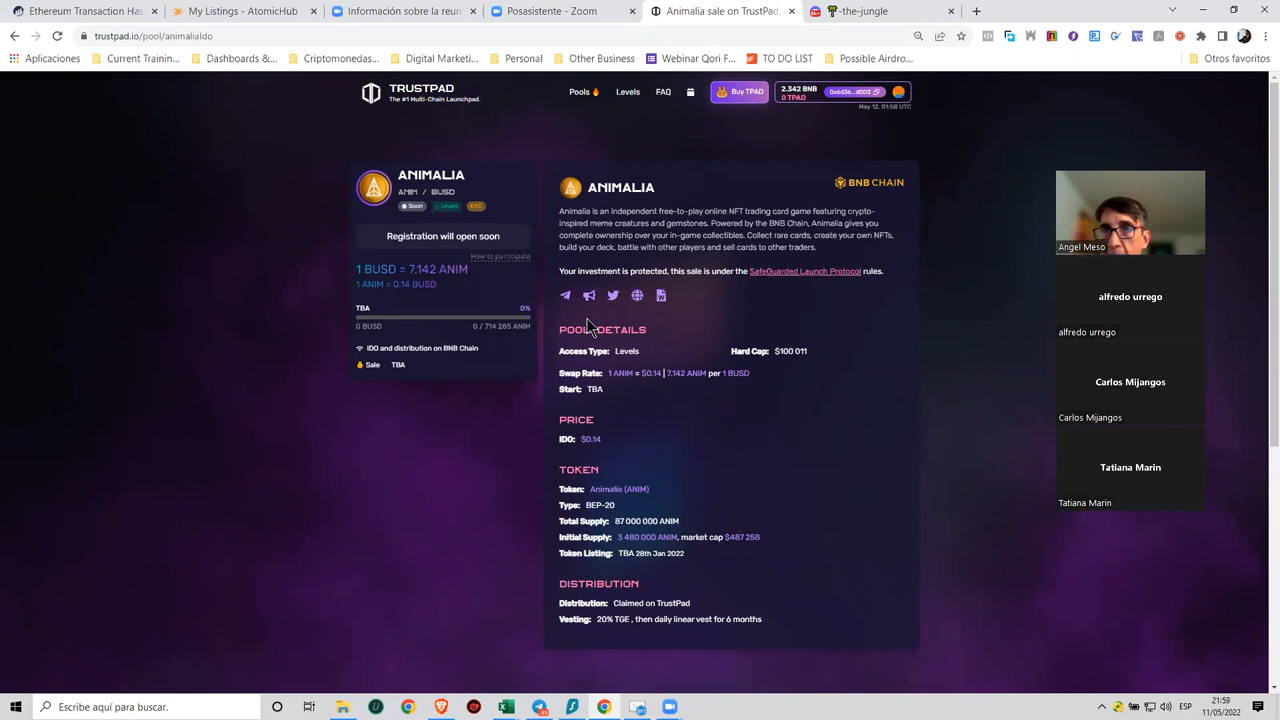 Ethereum Transaction Has
My Listings - AtomicHub
Información sobre la reun
Posasistente - Zoom
Animalia sale on TrustPad,
-the-jungle
trustpad.io/pool/animalialdo
Aplicaciones
Current Trainin...
Dashboards &...
Criptomonedas...
Digital Marketi...
Personal
Other Business
Webinar Qori F...
TO DO LIST
Possible Airdro...
Otros favoritos
TRUSTPAD
The #1 Multi-Chain Launchpad.
Pools
Levels
FAQ
Buy TPAD
2.342 BNB
0 TPAD
0x6d36...d0D2
May 12, 01:58 UTC
ANIMALIA
ANIM / BUSD
Soon
Levels
KYC
Registration will open soon
How to participate
1 BUSD = 7.142 ANIM
1 ANIM = 0.14 BUSD
TBA 0%
0 BUSD 0 / 714 285 ANIM
IDO and distribution on BNB Chain
Sale TBA
ANIMALIA
BNB CHAIN
Animalia is an independent free-to-play online NFT trading card game featuring crypto-
inspired meme creatures and gemstones. Powered by the BNB Chain, Animalia gives you
complete ownership over your in-game collectibles. Collect rare cards, create your own NFTs,
build your deck, battle with other players and sell cards to other traders.
Your investment is protected, this sale is under the SafeGuarded Launch Protocol rules.
POOL DETAILS
Access Type: Levels
Hard Cap: $100 011
Swap Rate: 1 ANIM = $0.14 | 7.142 ANIM per 1 BUSD
Start: TBA
PRICE
IDO: $0.14
TOKEN
Token: Animalia (ANIM)
Type: BEP-20
Total Supply: 87 000 000 ANIM
Initial Supply: 3 480 000 ANIM, market cap $487 258
Token Listing: TBA 28th Jan 2022
DISTRIBUTION
Distribution: Claimed on TrustPad
Vesting: 20% TGE , then daily linear vest for 6 months
Angel Meso
alfredo urrego
alfredo urrego
Carlos Mijangos
Carlos Mijangos
Tatiana Marin
Tatiana Marin
Escribe aquí para buscar.
ESP
21:59
11/05/2022